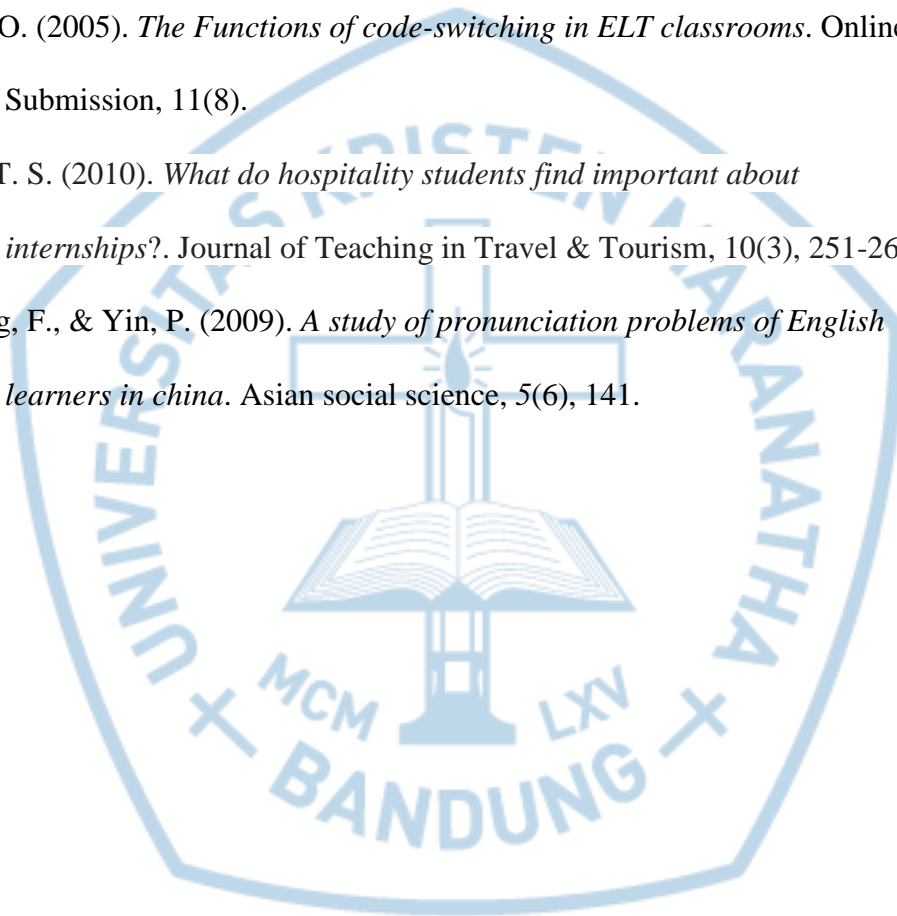 O. (2005). The Functions of code-switching in ELT classrooms. Online
Submission, 11(8).
T. S. (2010). What do hospitality students find important about
internships?. Journal of Teaching in Travel & Tourism, 10(3), 251-26
g, F., & Yin, P. (2009). A study of pronunciation problems of English
learners in china. Asian social science, 5(6), 141.
UNIVERSITAS KRISTEN MARANATHA
MCM LXV
BANDUNG